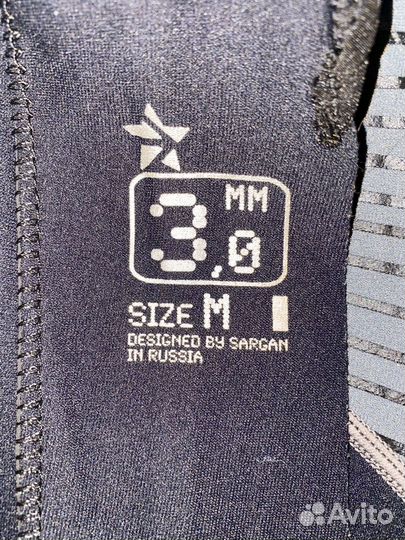 MM
3,0
SIZE M
DESIGNED BY SARGAN
IN RUSSIA
Avito